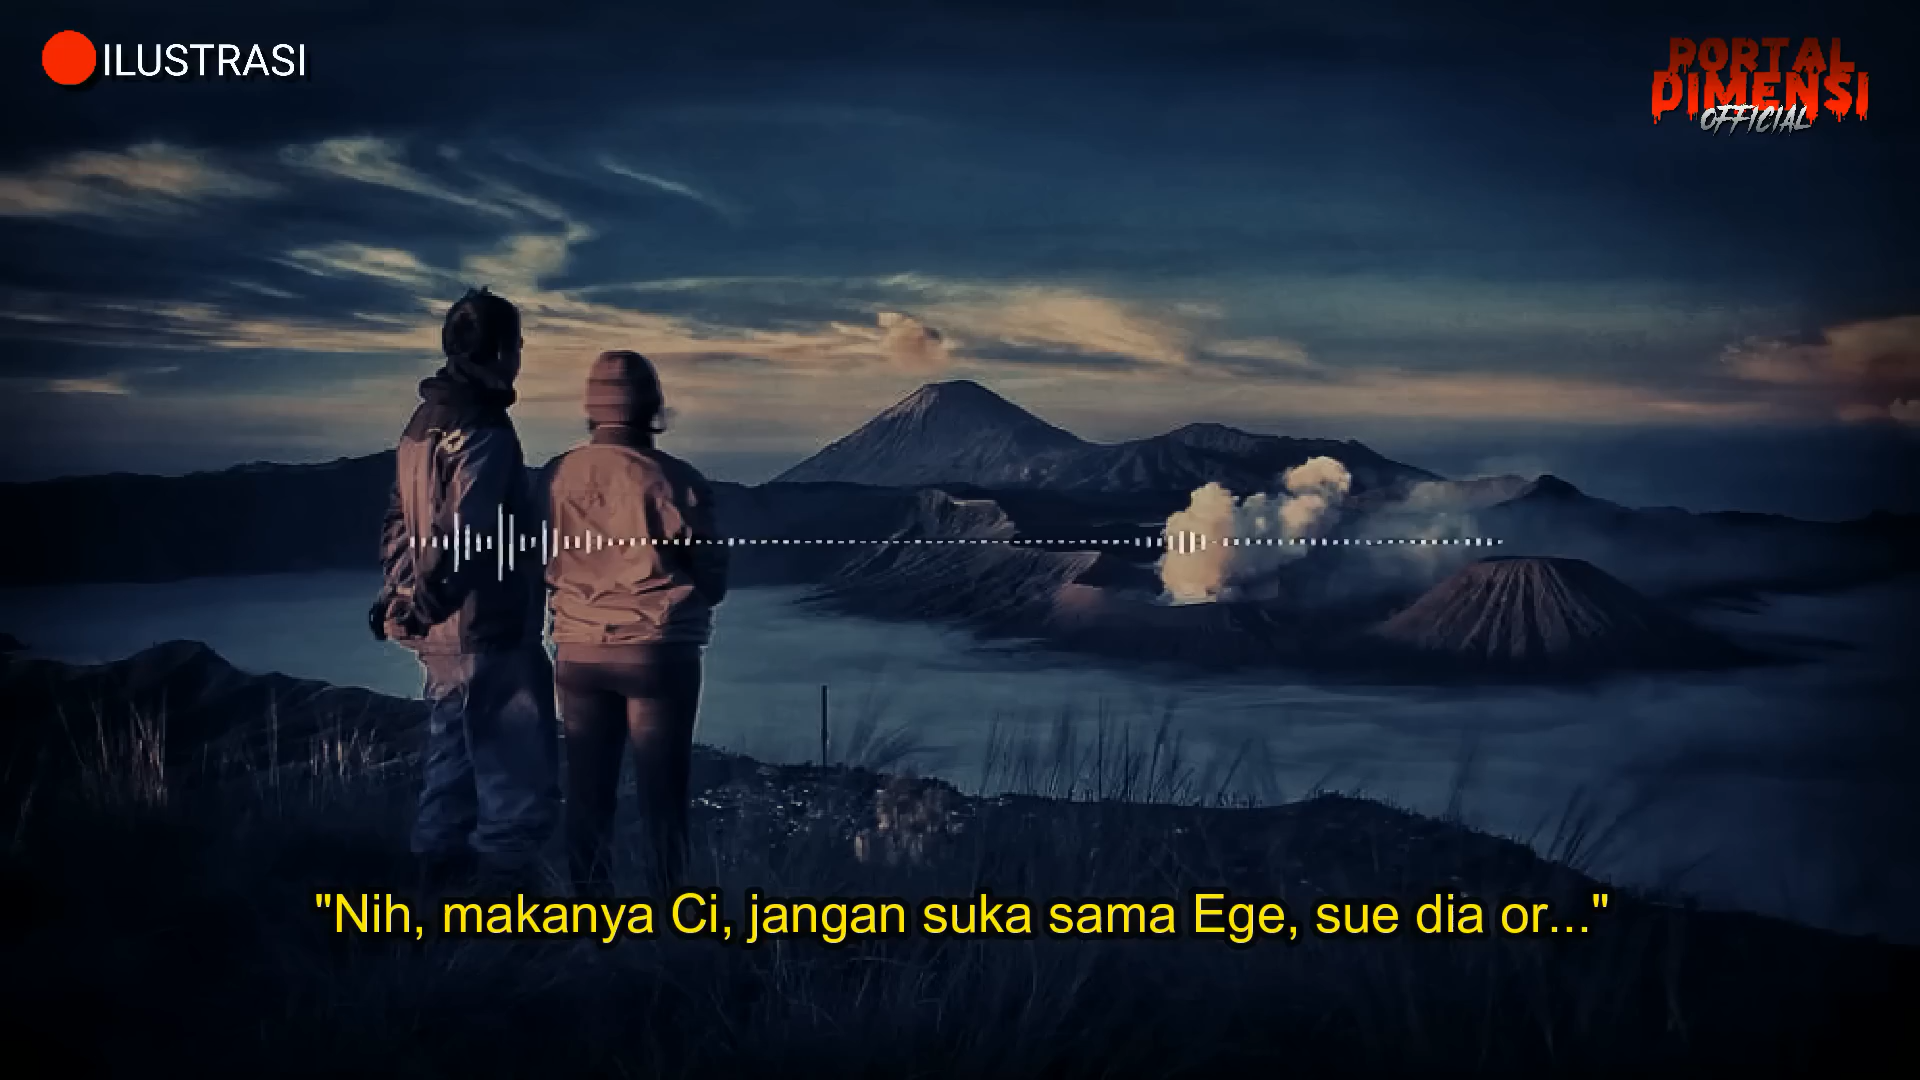 ILUSTRASI
PORTAL
DIMENSI
OFFICIAL
"Nih, makanya Ci, jangan suka sama Ege, sue dia or..."